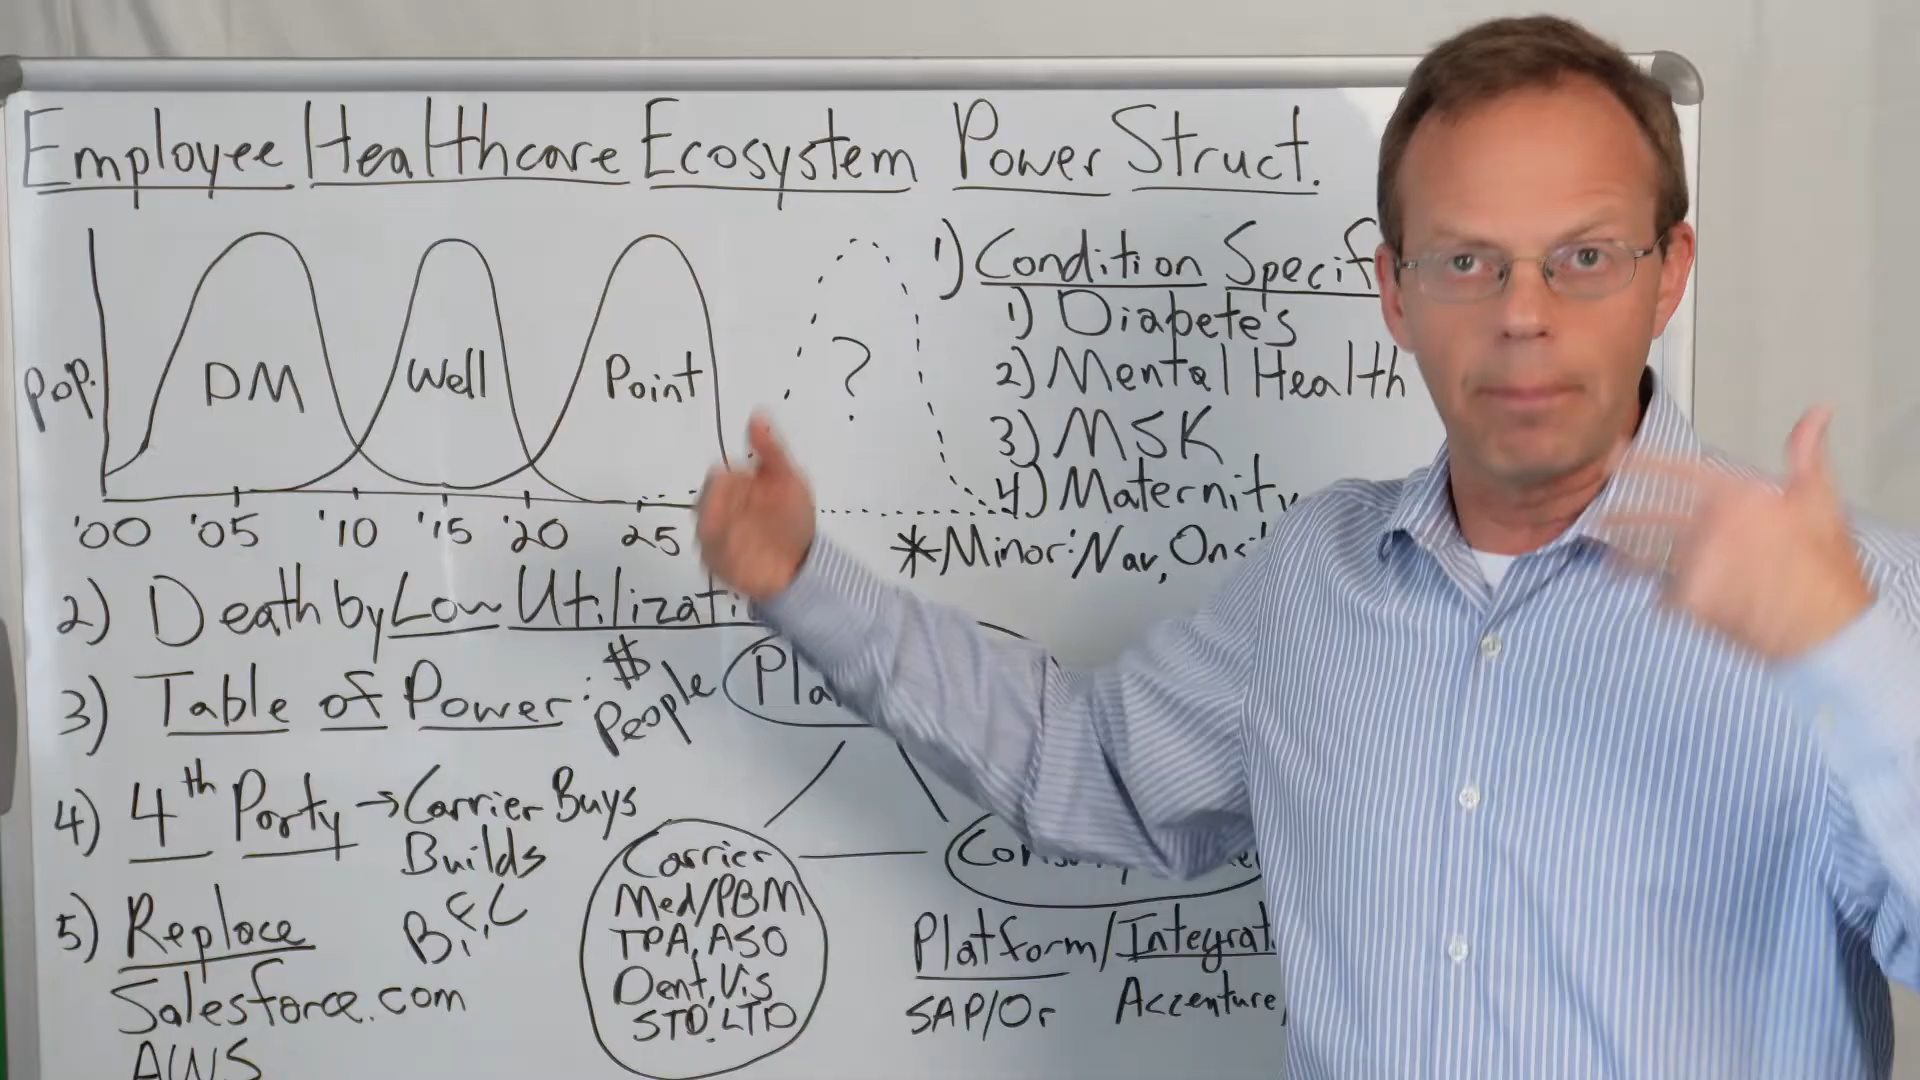 Employee Healthcare Ecosystem Power Struct.
Pop.
DM
Well
Point
?
'00 '05 '10 '15 '20 25
1) Condition Specif
1) Diabetes
2) Mental Health
3) MSK
4) Maternity
*Minor: Nav,
2) Death by Low Utilizati
3) Table of Power: $
People
Pla
4) 4th Party → Carrier Buys
Builds
B, E, C
5) Replace
Salesforce.com
AWS
Carrier
Med/PBM
TPA, ASO
Dent, Vis
STD, LTD
Platform/Integrat
SAP/Or
Accenture,